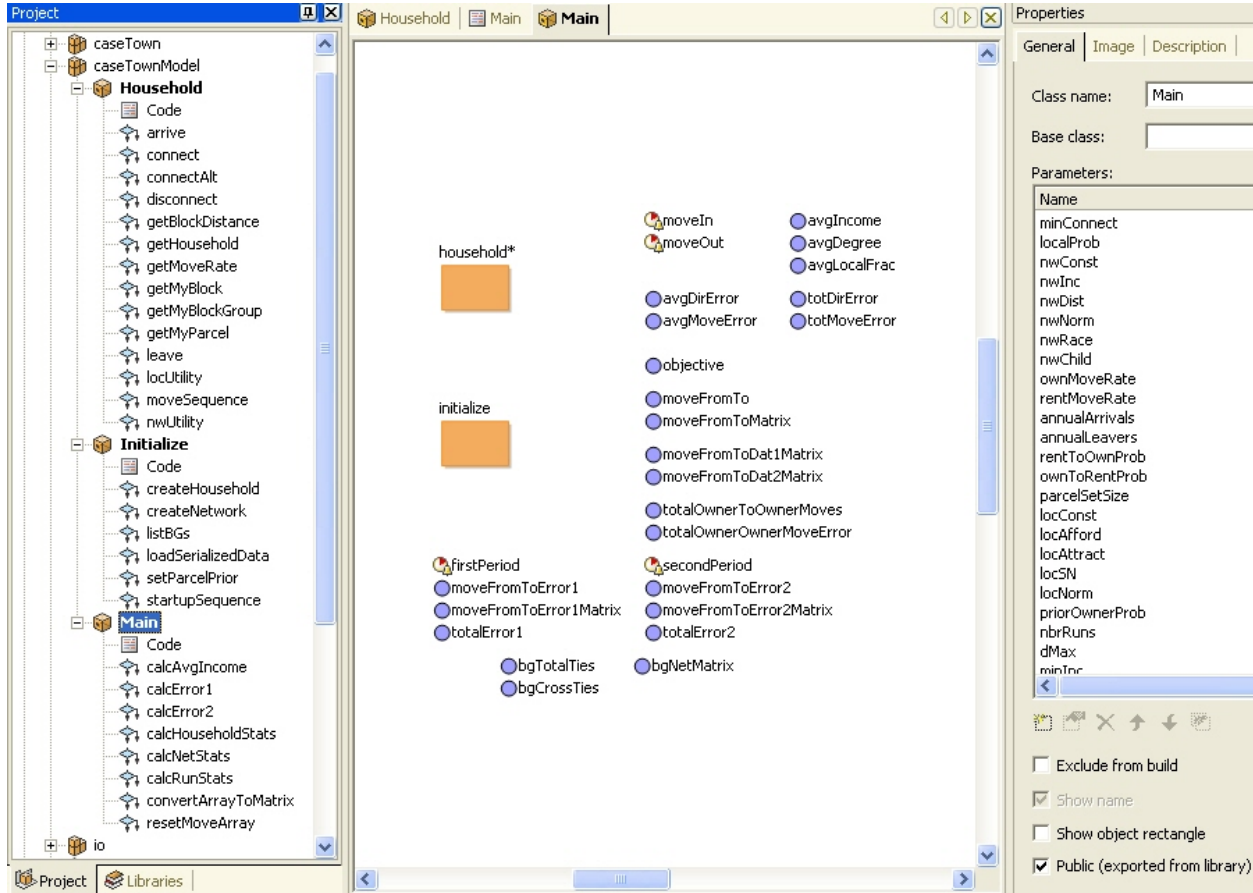 Project
caseTown
caseTownModel
Household
Code
arrive
connect
connectAlt
disconnect
getBlockDistance
getHousehold
getMoveRate
getMyBlock
getMyBlockGroup
getMyParcel
leave
locUtility
moveSequence
nwUtility
Initialize
Code
createHousehold
createNetwork
listBGs
loadSerializedData
setParcelPrior
startupSequence
Main
Code
calcAvgIncome
calcError1
calcError2
calcHouseholdStats
calcNetStats
calcRunStats
convertArrayToMatrix
resetMoveArray
io
Project Libraries
Household Main Main
household*
initialize
moveIn avgIncome
moveOut avgDegree
avgLocalFrac
avgDirError totDirError
avgMoveError totMoveError
objective
moveFromTo
moveFromToMatrix
moveFromToDat1Matrix
moveFromToDat2Matrix
totalOwnerToOwnerMoves
totalOwnerOwnerMoveError
firstPeriod secondPeriod
moveFromToError1 moveFromToError2
moveFromToError1Matrix moveFromToError2Matrix
totalError1 totalError2
bgTotalTies bgNetMatrix
bgCrossTies
Properties
General Image Description
Class name: Main
Base class:
Parameters:
Name
minConnect
localProb
nwConst
nwInc
nwDist
nwNorm
nwRace
nwChild
ownMoveRate
rentMoveRate
annualArrivals
annualLeavers
rentToOwnProb
ownToRentProb
parcelSetSize
locConst
locAfford
locAttract
locSN
locNorm
priorOwnerProb
nbrRuns
dMax
minInc
Exclude from build
Show name
Show object rectangle
Public (exported from library)